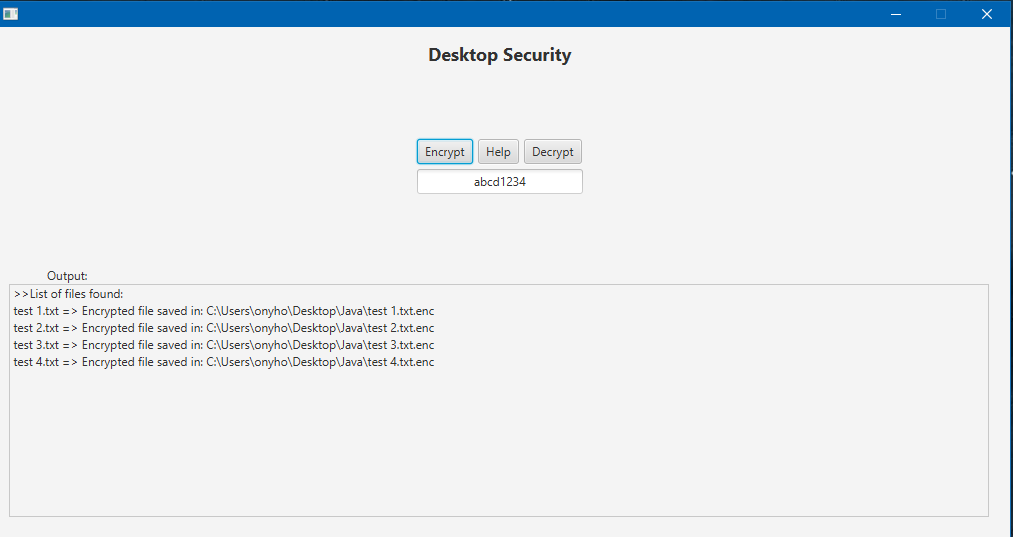 Desktop Security
Encrypt Help Decrypt
abcd1234
Output:
>>List of files found:
test 1.txt => Encrypted file saved in: C:\Users\onyho\Desktop\Java\test 1.txt.enc
test 2.txt => Encrypted file saved in: C:\Users\onyho\Desktop\Java\test 2.txt.enc
test 3.txt => Encrypted file saved in: C:\Users\onyho\Desktop\Java\test 3.txt.enc
test 4.txt => Encrypted file saved in: C:\Users\onyho\Desktop\Java\test 4.txt.enc